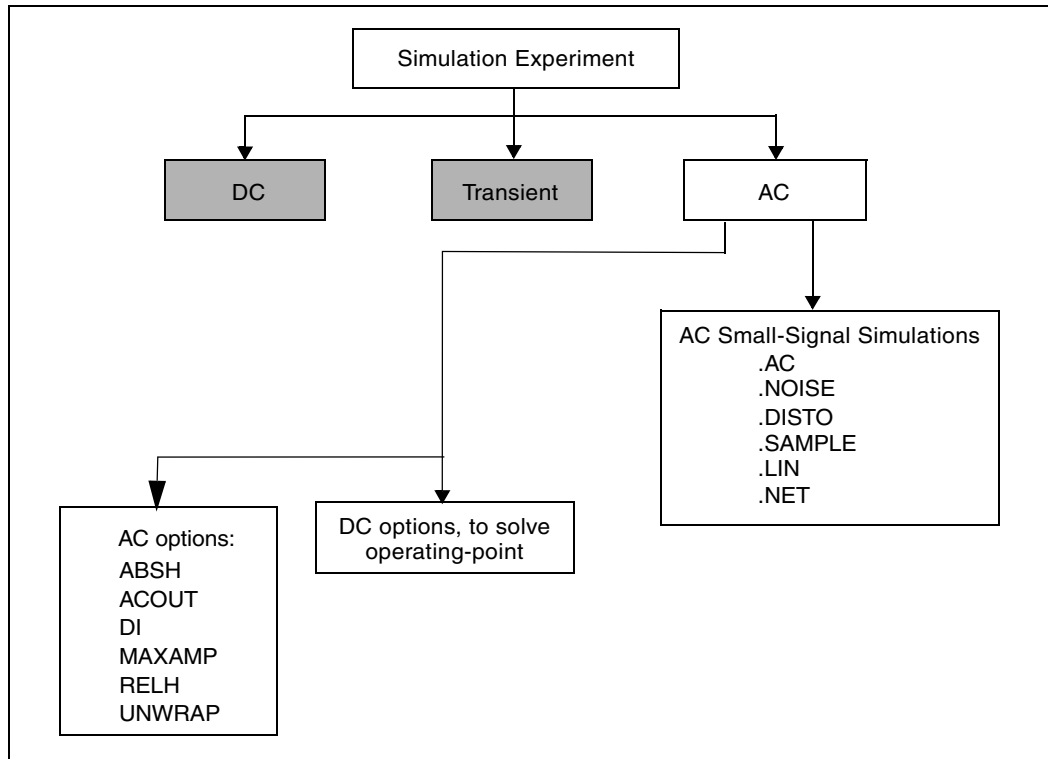 Simulation Experiment
DC
Transient
AC
AC Small-Signal Simulations
.AC
.NOISE
.DISTO
.SAMPLE
.LIN
.NET
AC options:
ABSH
ACOUT
DI
MAXAMP
RELH
UNWRAP
DC options, to solve
operating-point